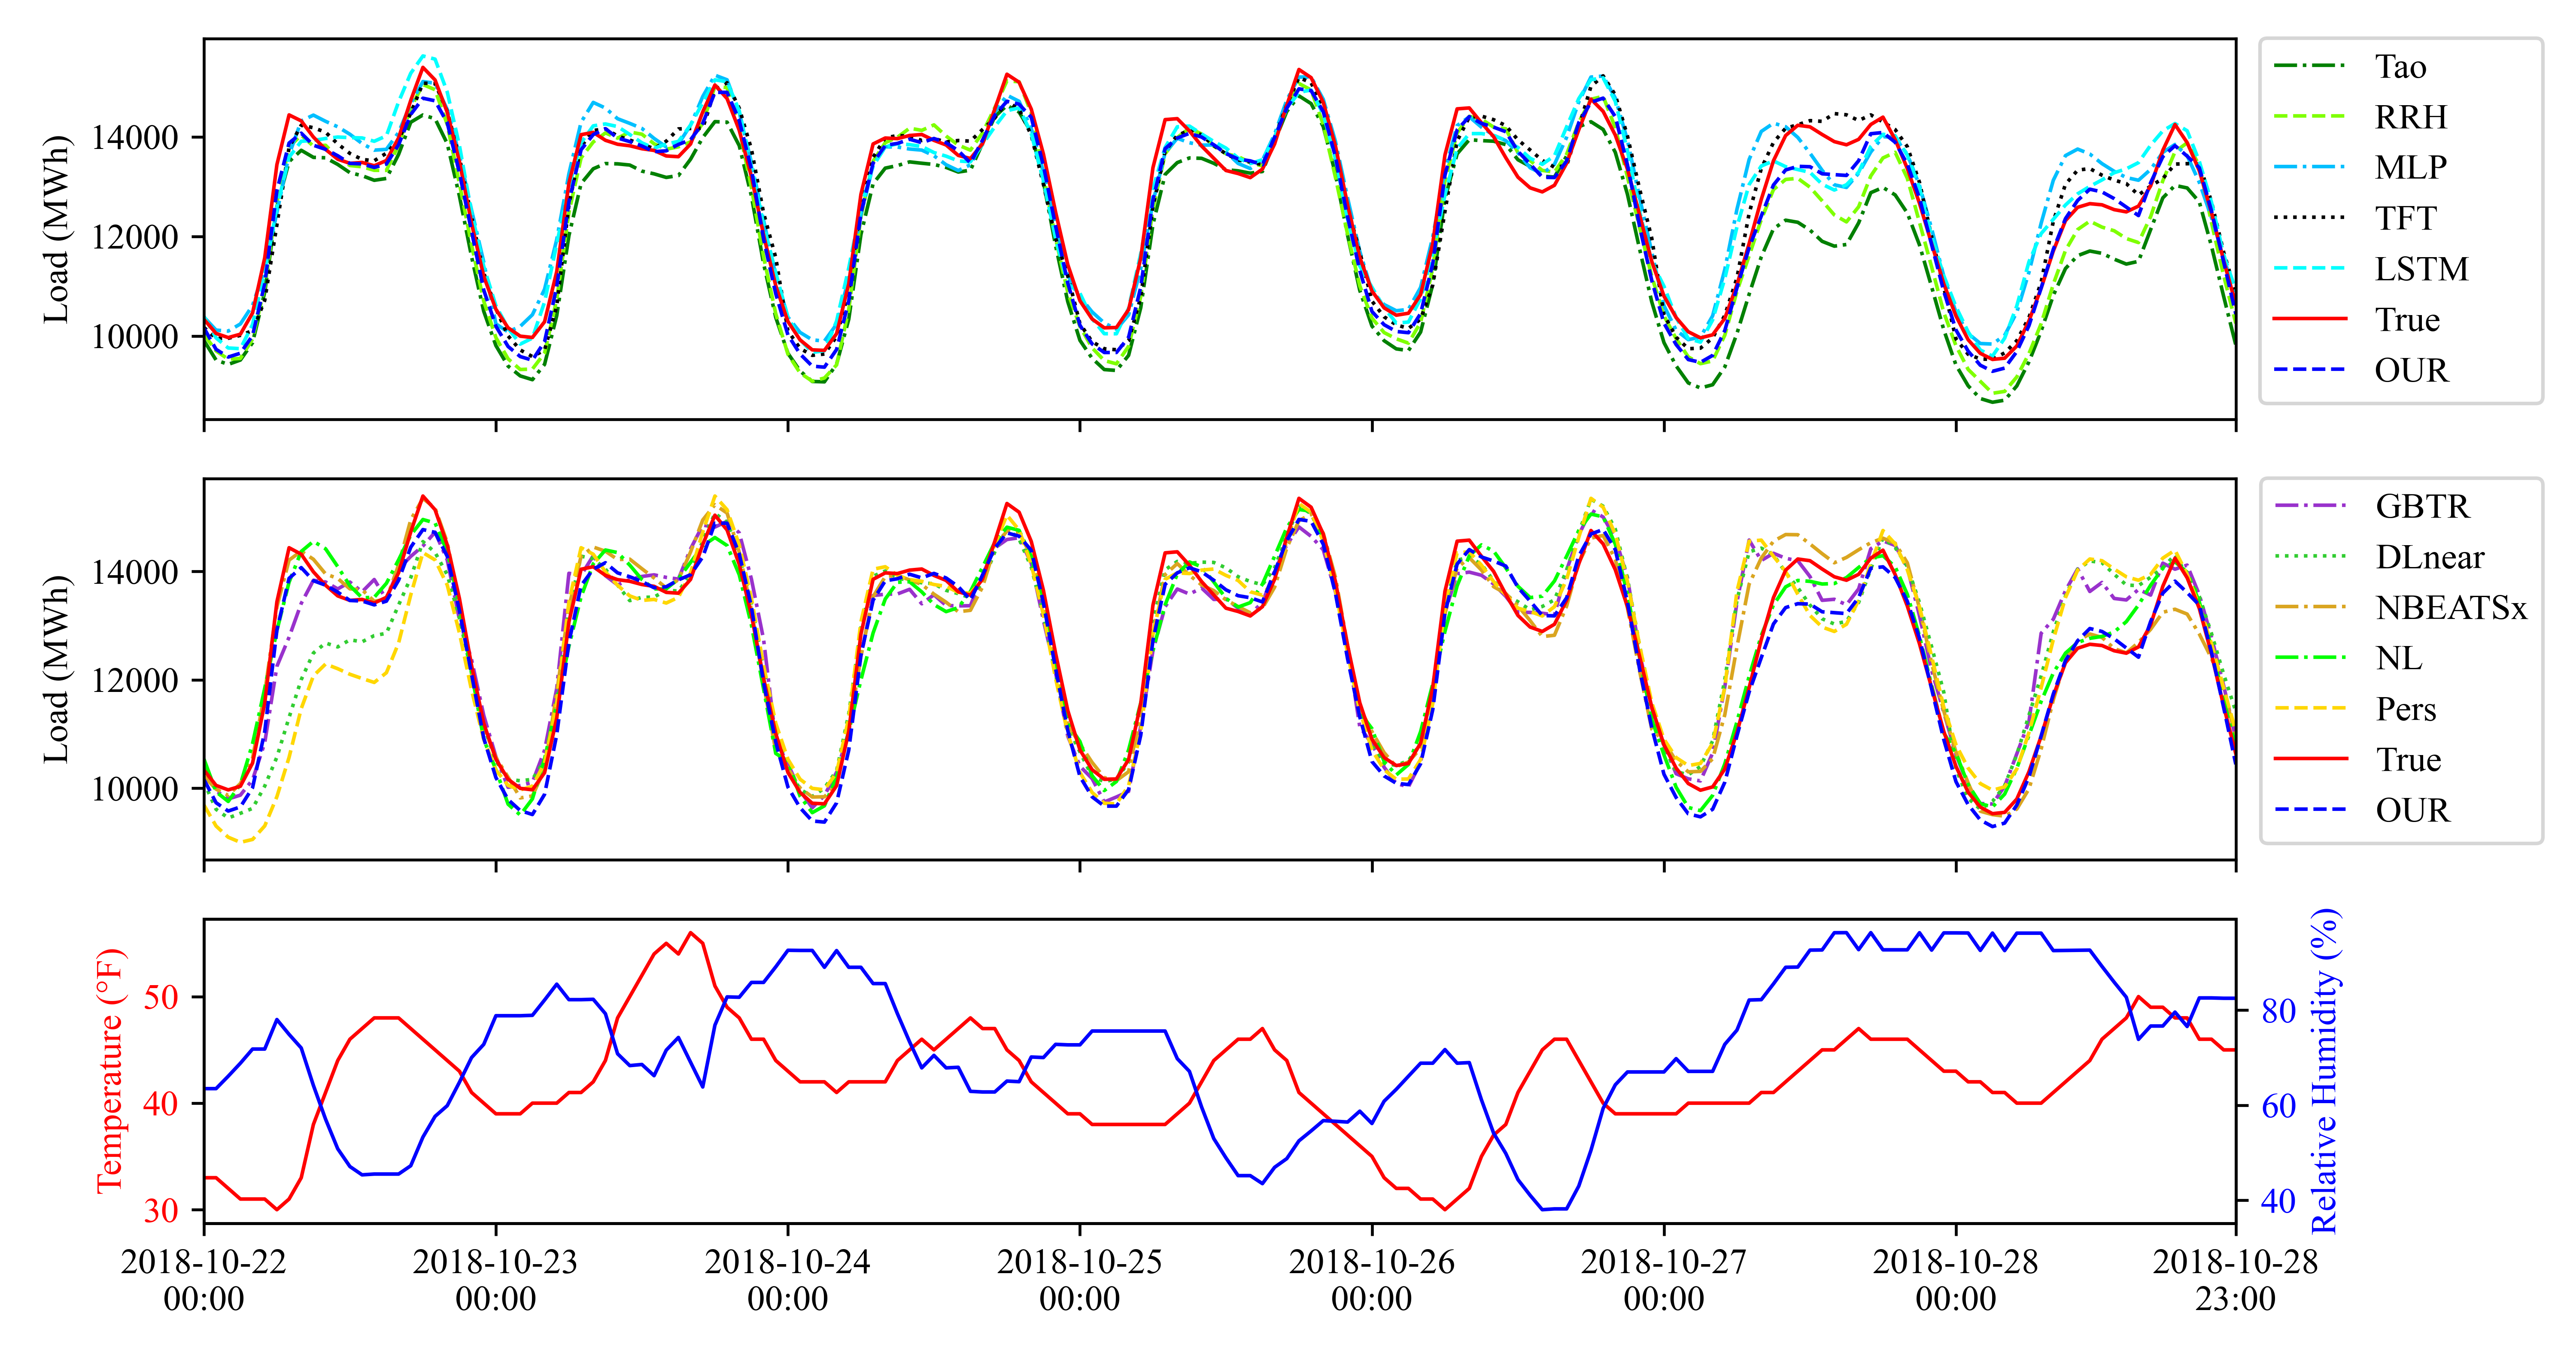 Load (MWh)
14000
12000
10000
Tao
RRH
MLP
TFT
LSTM
True
OUR
Load (MWh)
14000
12000
10000
GBTR
DLnear
NBEATSx
NL
Pers
True
OUR
Temperature (°F)
50
40
30
80
60
40
Relative Humidity (%)
2018-10-22 2018-10-23 2018-10-24 2018-10-25 2018-10-26 2018-10-27 2018-10-28 2018-10-28
00:00 00:00 00:00 00:00 00:00 00:00 00:00 23:00